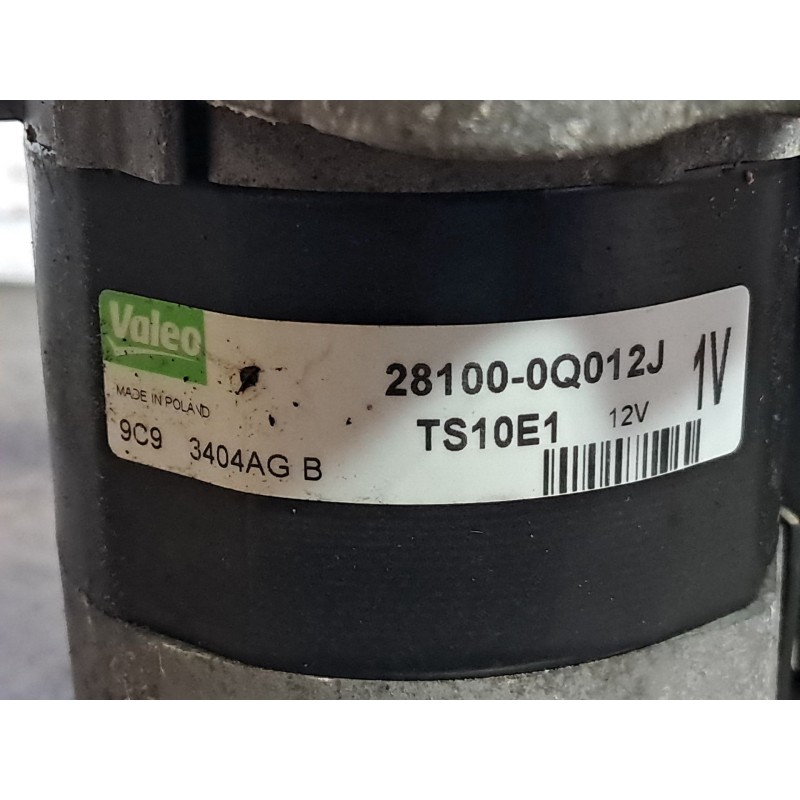 Valeo
MADE IN POLAND
9C9 3404AG B
28100-0Q012J
TS10E1 12V
1V